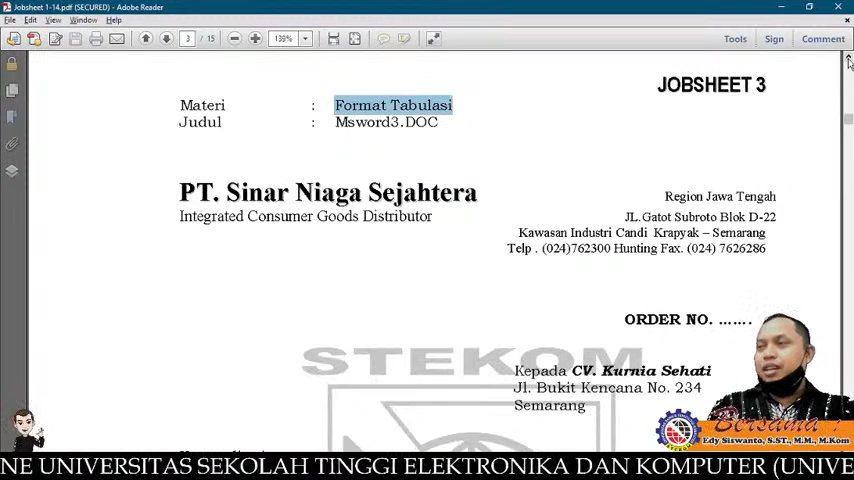 Jobsheet 1-14.pdf (SECURED) - Adobe Reader
File Edit View Window Help
3 / 15 139% Tools Sign Comment
JOBSHEET 3
Materi : Format Tabulasi
Judul : Msword3.DOC
PT. Sinar Niaga Sejahtera
Region Jawa Tengah
Integrated Consumer Goods Distributor
JL.Gatot Subroto Blok D-22
Kawasan Industri Candi Krapyak – Semarang
Telp . (024)762300 Hunting Fax. (024) 7626286
ORDER NO. .......
STEKOM
Kepada CV. Kurnia Sehati
Jl. Bukit Kencana No. 234
Semarang
Bersama :
Edy Siswanto, S.ST., M.M., M.Kom
NE UNIVERSITAS SEKOLAH TINGGI ELEKTRONIKA DAN KOMPUTER (UNIVE